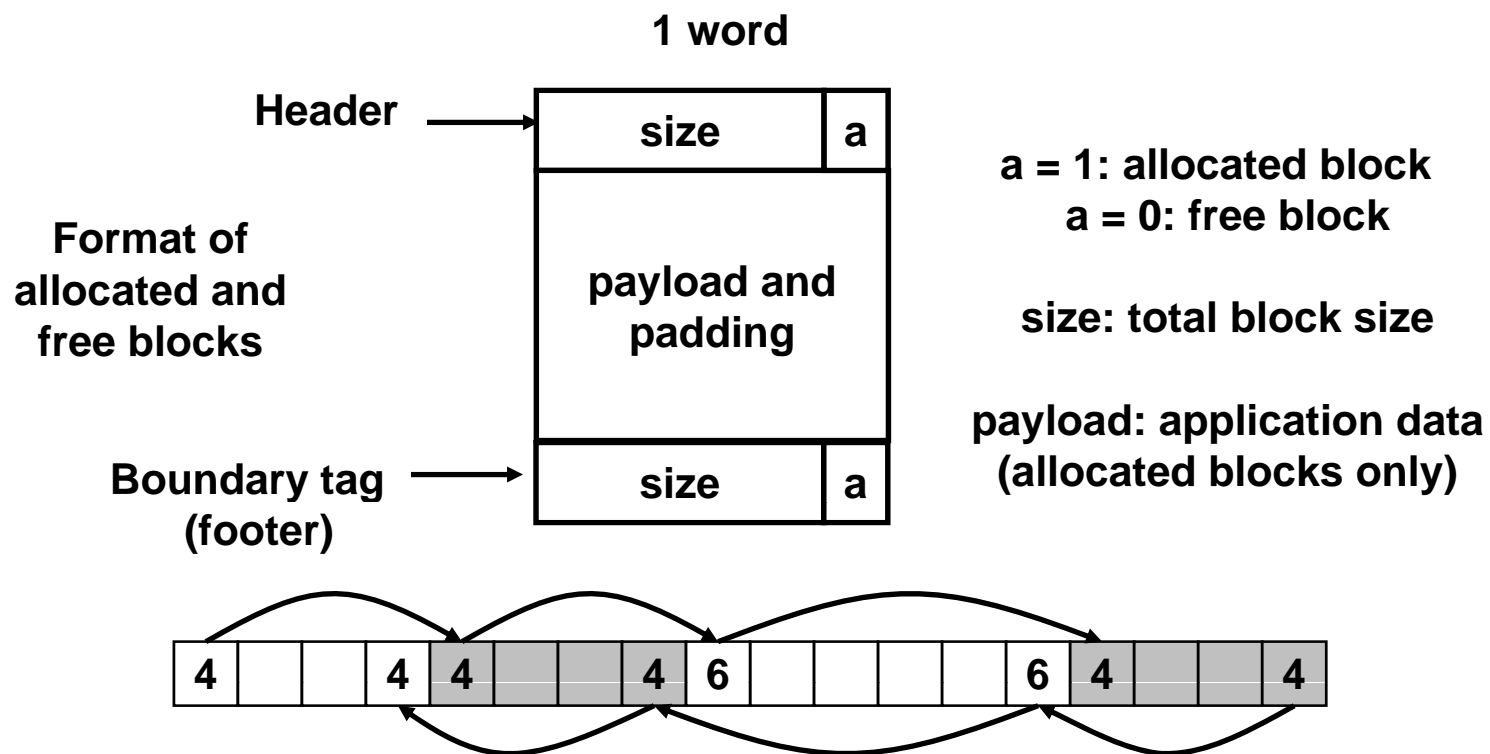 1 word
Header
size a
a = 1: allocated block
a = 0: free block
Format of
allocated and
free blocks
payload and
padding
size: total block size
payload: application data
(allocated blocks only)
Boundary tag
(footer)
size a
4 4 4 4 6 6 4 4